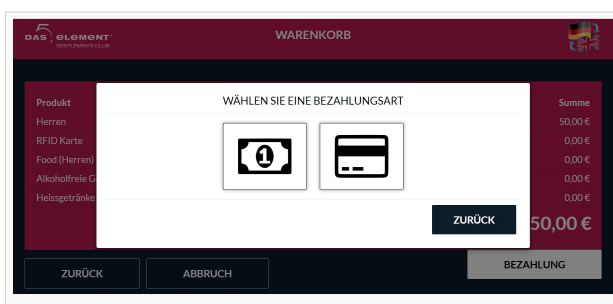 DAS 5 ELEMENT
GENTLEMEN'S CLUB
WARENKORB
Produkt Summe
Herren 50,00 €
RFID Karte 0,00 €
Food (Herren) 0,00 €
Alkoholfreie G 0,00 €
Heissgetränke 0,00 €
50,00 €
WÄHLEN SIE EINE BEZAHLUNGSART
1
ZURÜCK
ZURÜCK ABBRUCH BEZAHLUNG